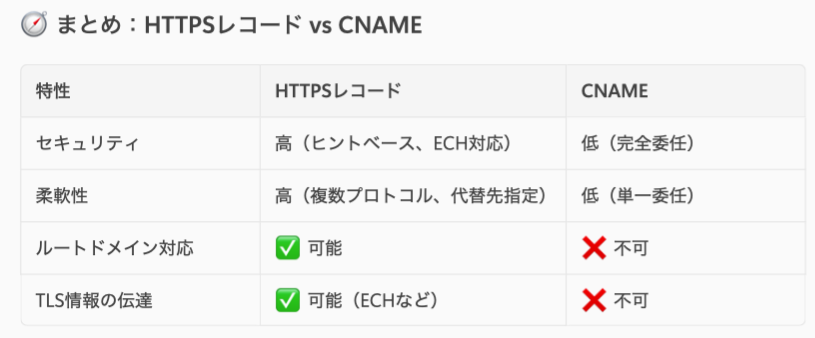 🧭 まとめ：HTTPSレコード vs CNAME
特性 HTTPSレコード CNAME
セキュリティ 高（ヒントベース、ECH対応） 低（完全委任）
柔軟性 高（複数プロトコル、代替先指定） 低（単一委任）
ルートドメイン対応 ✅ 可能 ❌ 不可
TLS情報の伝達 ✅ 可能（ECHなど） ❌ 不可